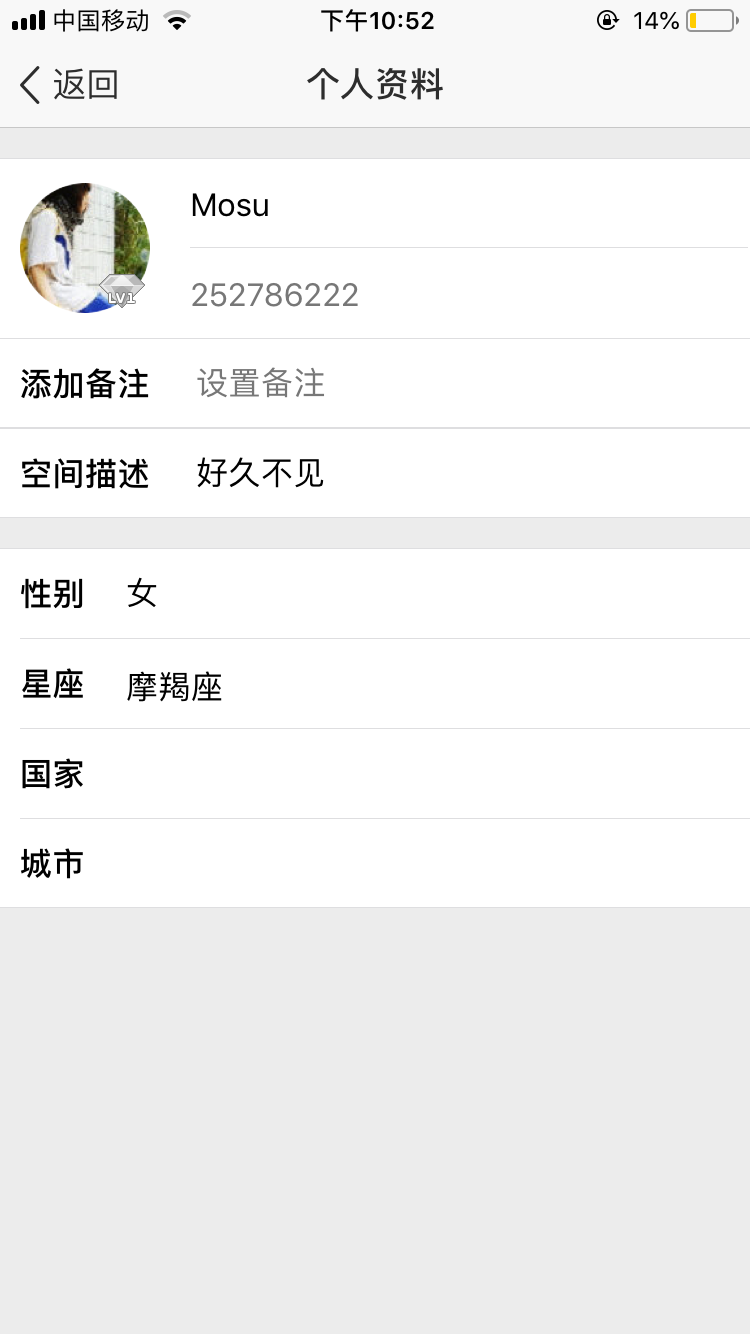 中国移动 下午10:52 14%
返回 个人资料
Mosu
LV1
252786222
添加备注 设置备注
空间描述 好久不见
性别 女
星座 摩羯座
国家
城市